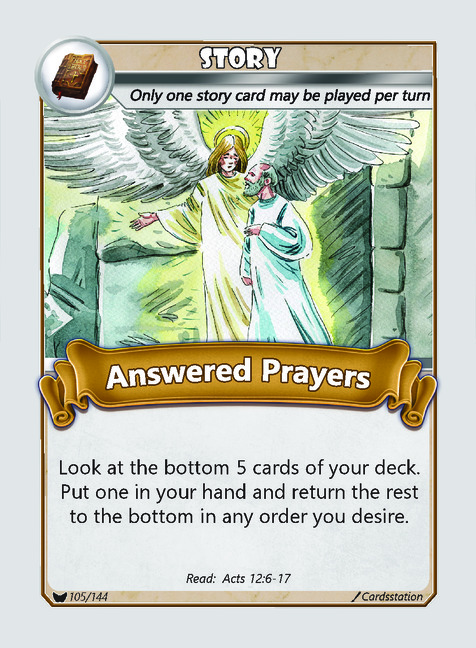 STORY
Only one story card may be played per turn
Answered Prayers
Look at the bottom 5 cards of your deck.
Put one in your hand and return the rest
to the bottom in any order you desire.
Read: Acts 12:6-17
105/144
Cardsstation